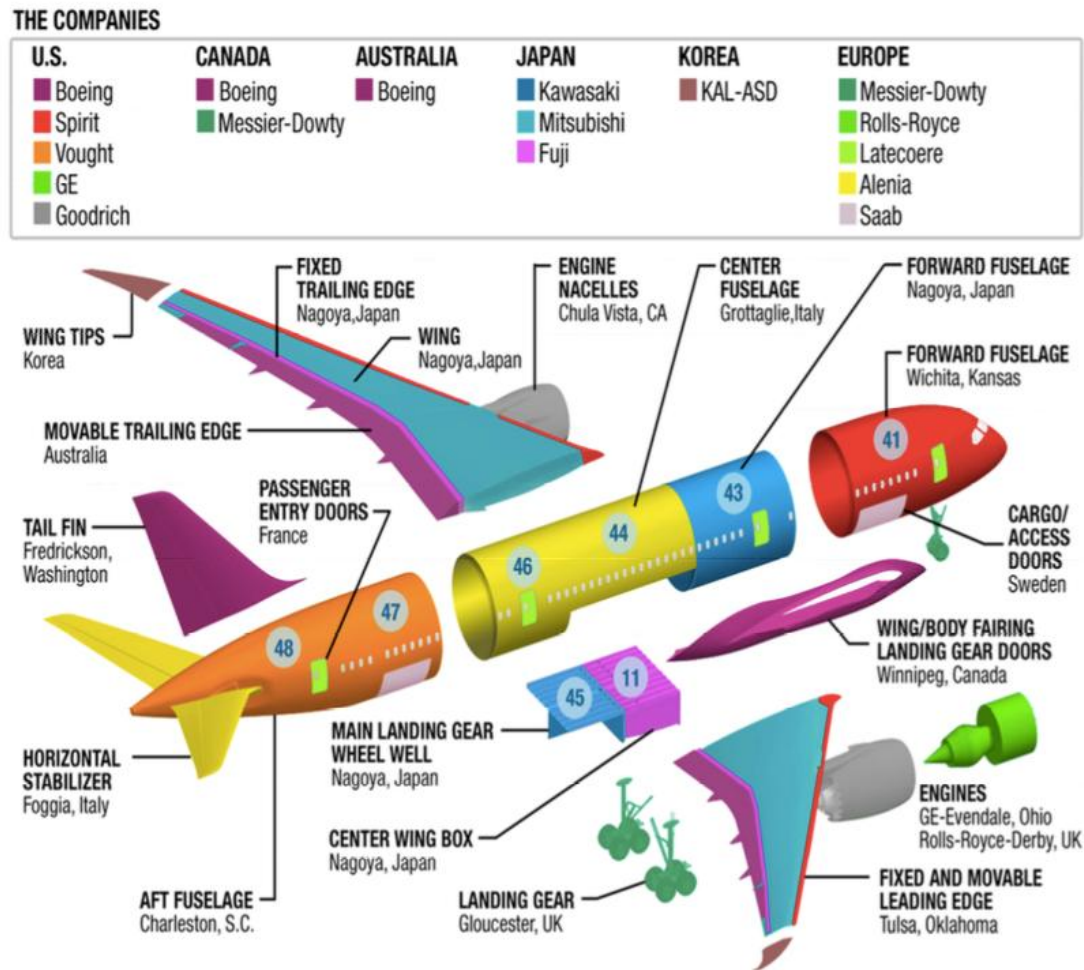 THE COMPANIES
U.S.
Boeing
Spirit
Vought
GE
Goodrich
CANADA
Boeing
Messier-Dowty
AUSTRALIA
Boeing
JAPAN
Kawasaki
Mitsubishi
Fuji
KOREA
KAL-ASD
EUROPE
Messier-Dowty
Rolls-Royce
Latecoere
Alenia
Saab
WING TIPS
Korea
FIXED
TRAILING EDGE
Nagoya,Japan
WING
Nagoya,Japan
ENGINE
NACELLES
Chula Vista, CA
CENTER
FUSELAGE
Grottaglie,Italy
FORWARD FUSELAGE
Nagoya, Japan
FORWARD FUSELAGE
Wichita, Kansas
MOVABLE TRAILING EDGE
Australia
PASSENGER
ENTRY DOORS
France
TAIL FIN
Fredrickson,
Washington
41
43
44
46
47
48
CARGO/
ACCESS
DOORS
Sweden
WING/BODY FAIRING
LANDING GEAR DOORS
Winnipeg, Canada
11
45
HORIZONTAL
STABILIZER
Foggia, Italy
MAIN LANDING GEAR
WHEEL WELL
Nagoya, Japan
CENTER WING BOX
Nagoya, Japan
AFT FUSELAGE
Charleston, S.C.
LANDING GEAR
Gloucester, UK
ENGINES
GE-Evendale, Ohio
Rolls-Royce-Derby, UK
FIXED AND MOVABLE
LEADING EDGE
Tulsa, Oklahoma